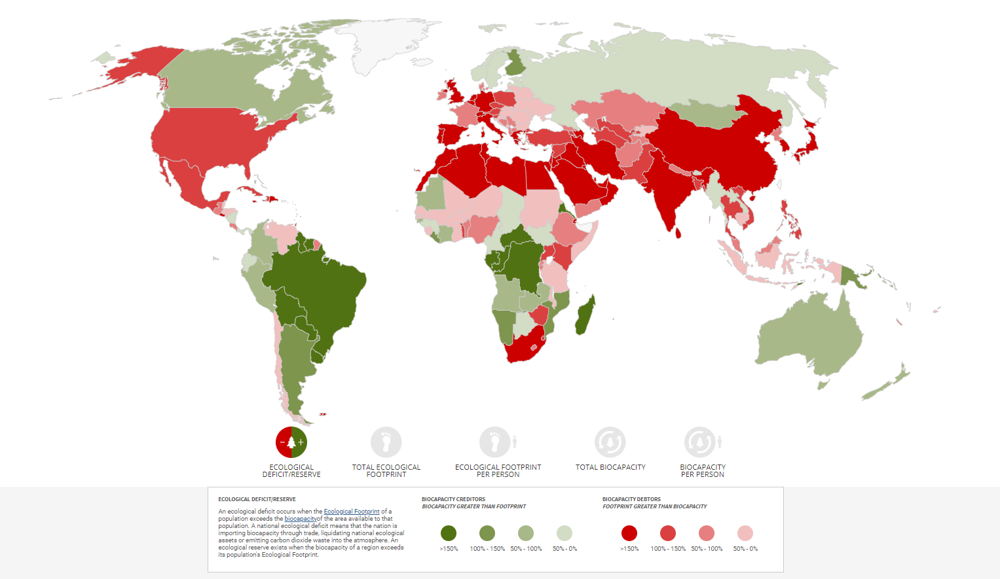 − +
ECOLOGICAL
DEFICIT/RESERVE
TOTAL ECOLOGICAL
FOOTPRINT
ECOLOGICAL FOOTPRINT
PER PERSON
TOTAL BIOCAPACITY
BIOCAPACITY
PER PERSON
ECOLOGICAL DEFICIT/RESERVE
An ecological deficit occurs when the Ecological Footprint of a
population exceeds the biocapacityof the area available to that
population. A national ecological deficit means that the nation is
importing biocapacity through trade, liquidating national ecological
assets or emitting carbon dioxide waste into the atmosphere. An
ecological reserve exists when the biocapacity of a region exceeds
its population's Ecological Footprint.
BIOCAPACITY CREDITORS
BIOCAPACITY GREATER THAN FOOTPRINT
>150% 100% - 150% 50% - 100% 50% - 0%
BIOCAPACITY DEBTORS
FOOTPRINT GREATER THAN BIOCAPACITY
>150% 100% - 150% 50% - 100% 50% - 0%